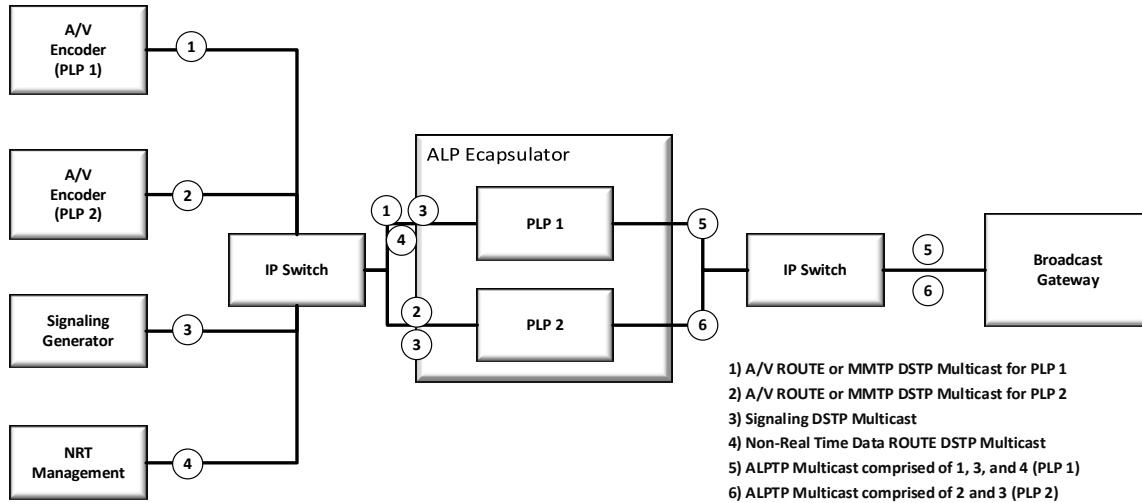 A/V
Encoder
(PLP 1)
1
A/V
Encoder
(PLP 2)
2
Signaling
Generator
3
NRT
Management
4
IP Switch
ALP Ecapsulator
1
3
4
PLP 1
2
3
PLP 2
5
6
IP Switch
5
6
Broadcast
Gateway
1) A/V ROUTE or MMTP DSTP Multicast for PLP 1
2) A/V ROUTE or MMTP DSTP Multicast for PLP 2
3) Signaling DSTP Multicast
4) Non-Real Time Data ROUTE DSTP Multicast
5) ALPTP Multicast comprised of 1, 3, and 4 (PLP 1)
6) ALPTP Multicast comprised of 2 and 3 (PLP 2)